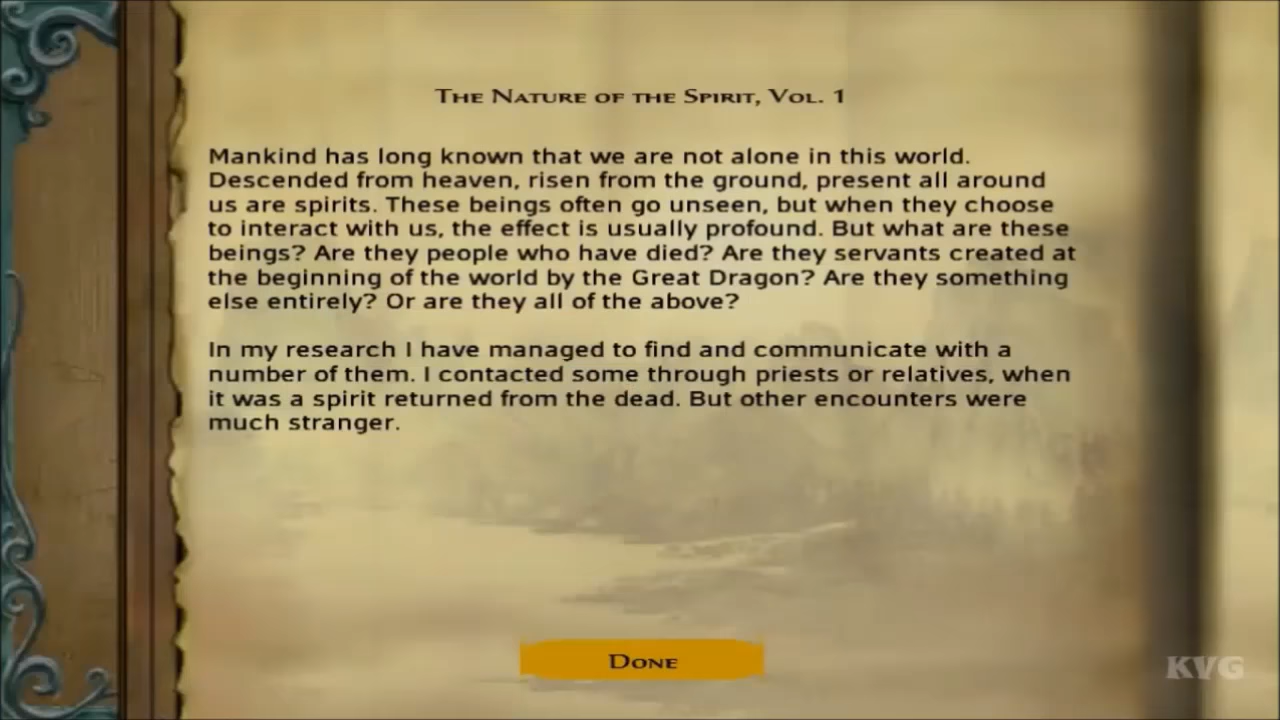 The Nature of the Spirit, Vol. 1
Mankind has long known that we are not alone in this world.
Descended from heaven, risen from the ground, present all around
us are spirits. These beings often go unseen, but when they choose
to interact with us, the effect is usually profound. But what are these
beings? Are they people who have died? Are they servants created at
the beginning of the world by the Great Dragon? Are they something
else entirely? Or are they all of the above?
In my research I have managed to find and communicate with a
number of them. I contacted some through priests or relatives, when
it was a spirit returned from the dead. But other encounters were
much stranger.
Done
KVG